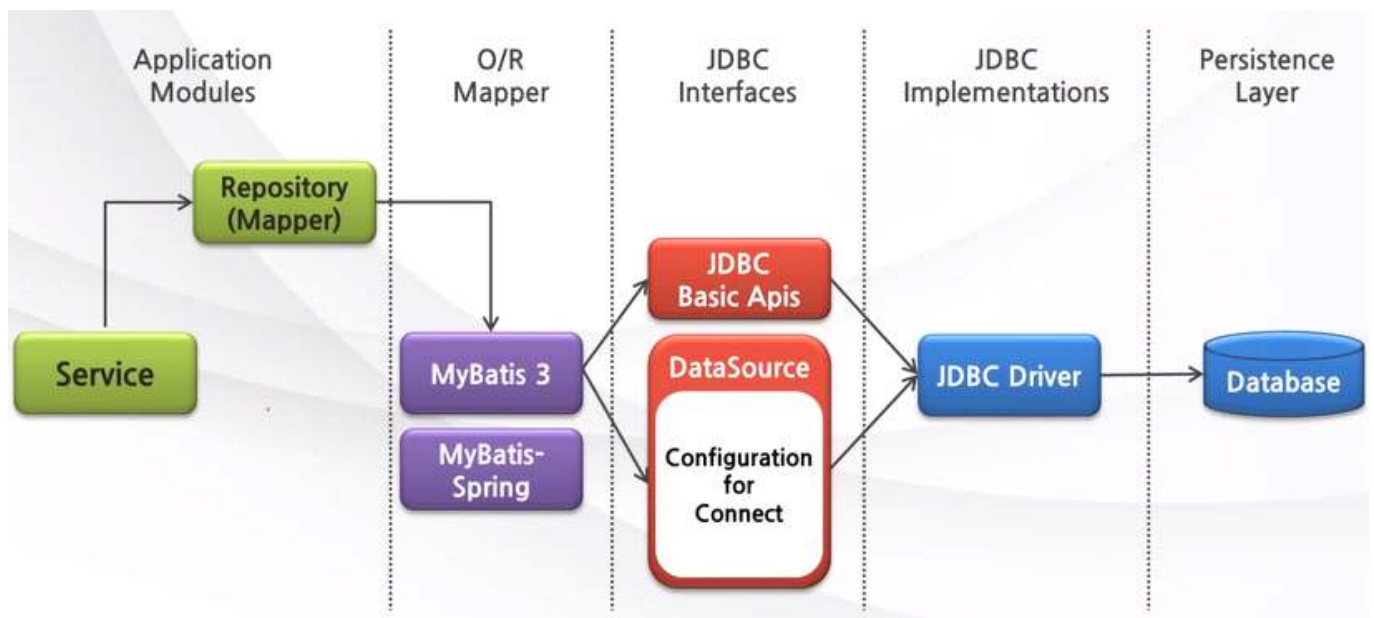 Application
Modules
O/R
Mapper
JDBC
Interfaces
JDBC
Implementations
Persistence
Layer
Repository
(Mapper)
Service
MyBatis 3
MyBatis-
Spring
JDBC
Basic Apis
DataSource
Configuration
for
Connect
JDBC Driver
Database